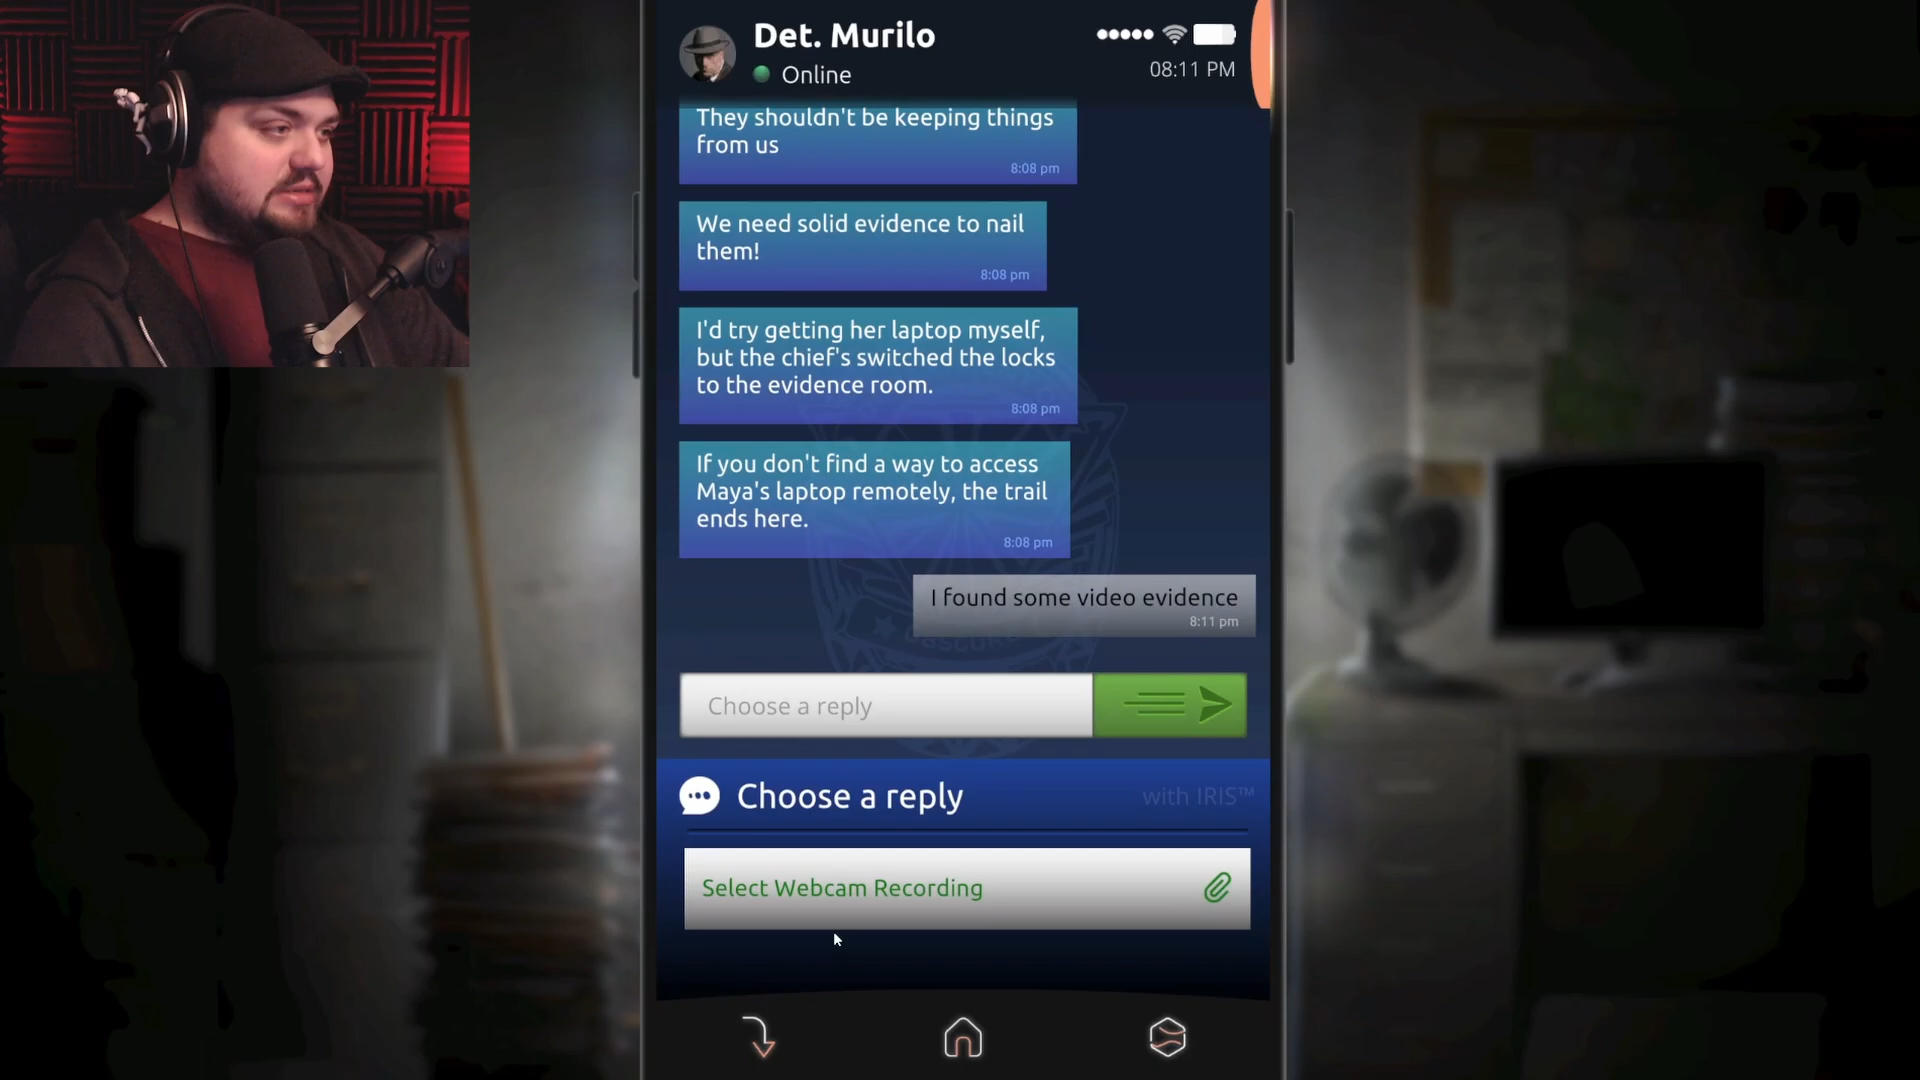 Det. Murilo
Online
08:11 PM
They shouldn't be keeping things
from us
8:08 pm
We need solid evidence to nail
them!
8:08 pm
I'd try getting her laptop myself,
but the chief's switched the locks
to the evidence room.
8:08 pm
If you don't find a way to access
Maya's laptop remotely, the trail
ends here.
8:08 pm
I found some video evidence
8:11 pm
Choose a reply
Choose a reply
with IRIS™
Select Webcam Recording